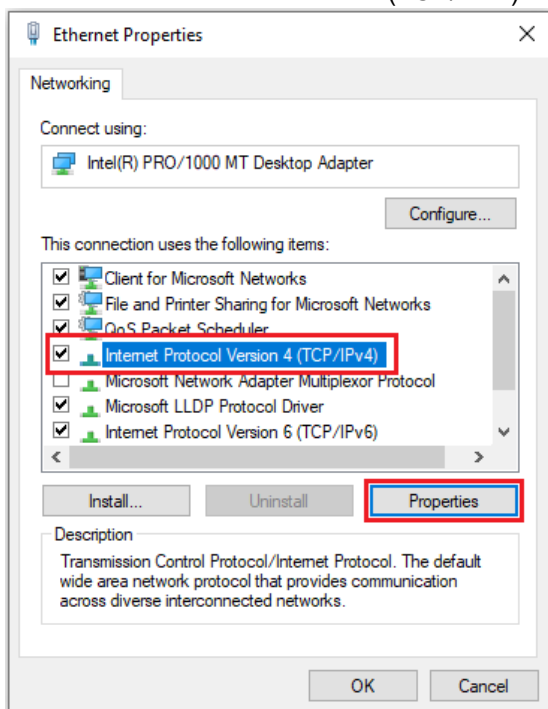 Ethernet Properties
Networking
Connect using:
Intel(R) PRO/1000 MT Desktop Adapter
Configure...
This connection uses the following items:
Client for Microsoft Networks
File and Printer Sharing for Microsoft Networks
QoS Packet Scheduler
Internet Protocol Version 4 (TCP/IPv4)
Microsoft Network Adapter Multiplexor Protocol
Microsoft LLDP Protocol Driver
Internet Protocol Version 6 (TCP/IPv6)
Install... Uninstall Properties
Description
Transmission Control Protocol/Internet Protocol. The default
wide area network protocol that provides communication
across diverse interconnected networks.
OK Cancel